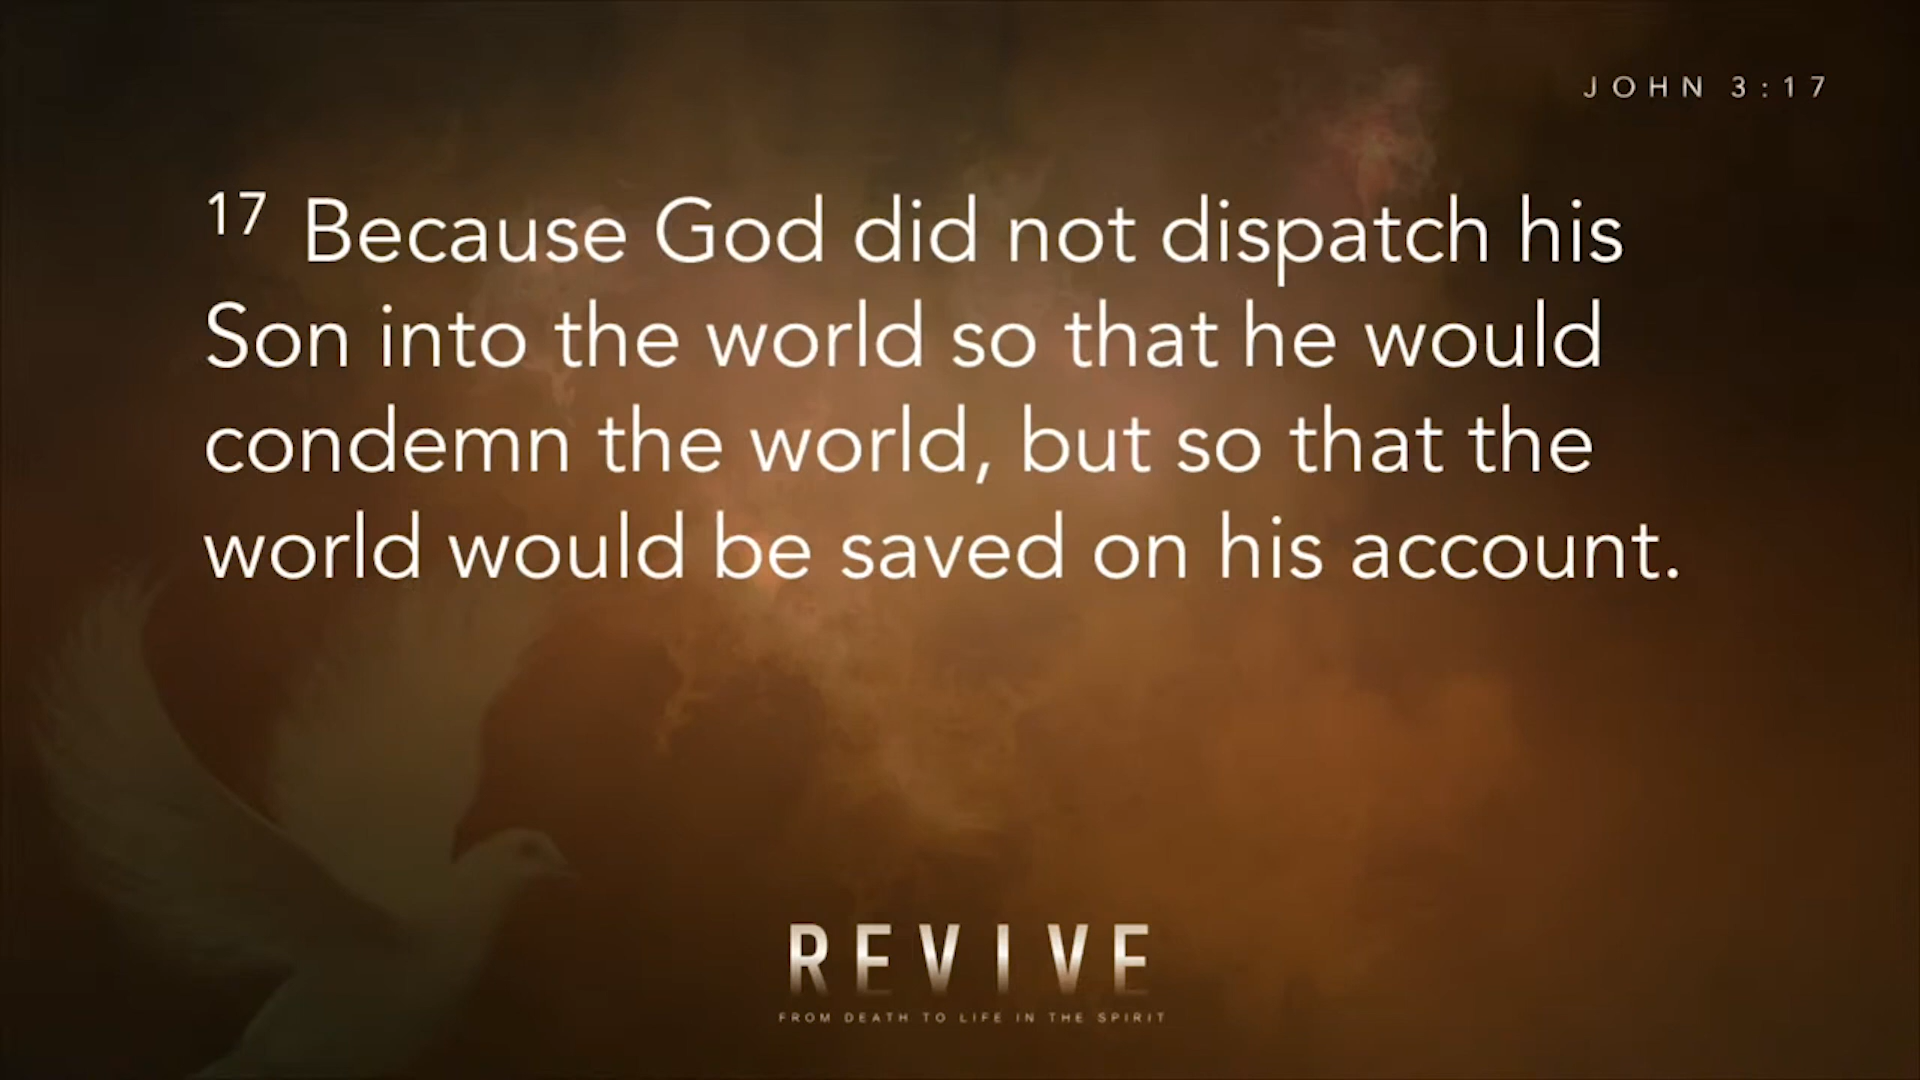 JOHN 3:17
17 Because God did not dispatch his
Son into the world so that he would
condemn the world, but so that the
world would be saved on his account.
REVIVE
FROM DEATH TO LIFE IN THE SPIRIT